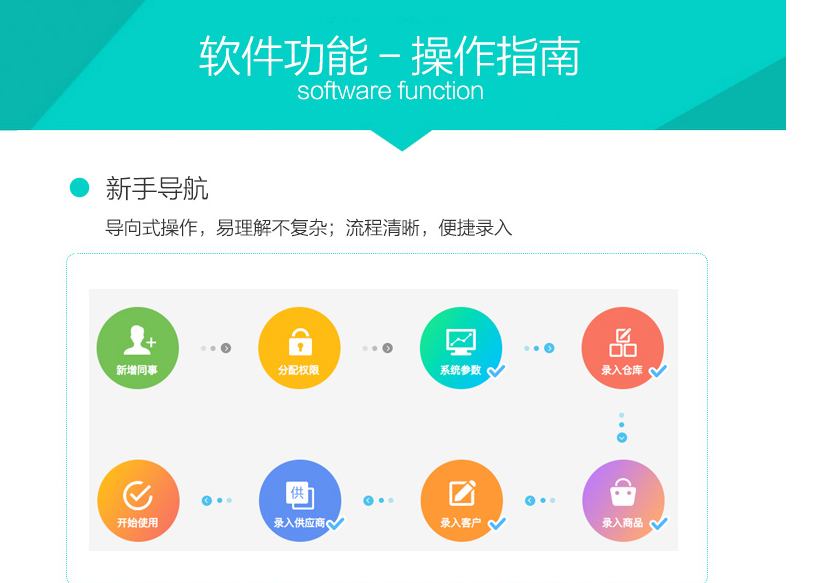 软件功能-操作指南
software function
新手导航
导向式操作，易理解不复杂；流程清晰，便捷录入
新增同事
分配权限
系统参数
录入仓库
开始使用
供
录入供应商
录入客户
录入商品